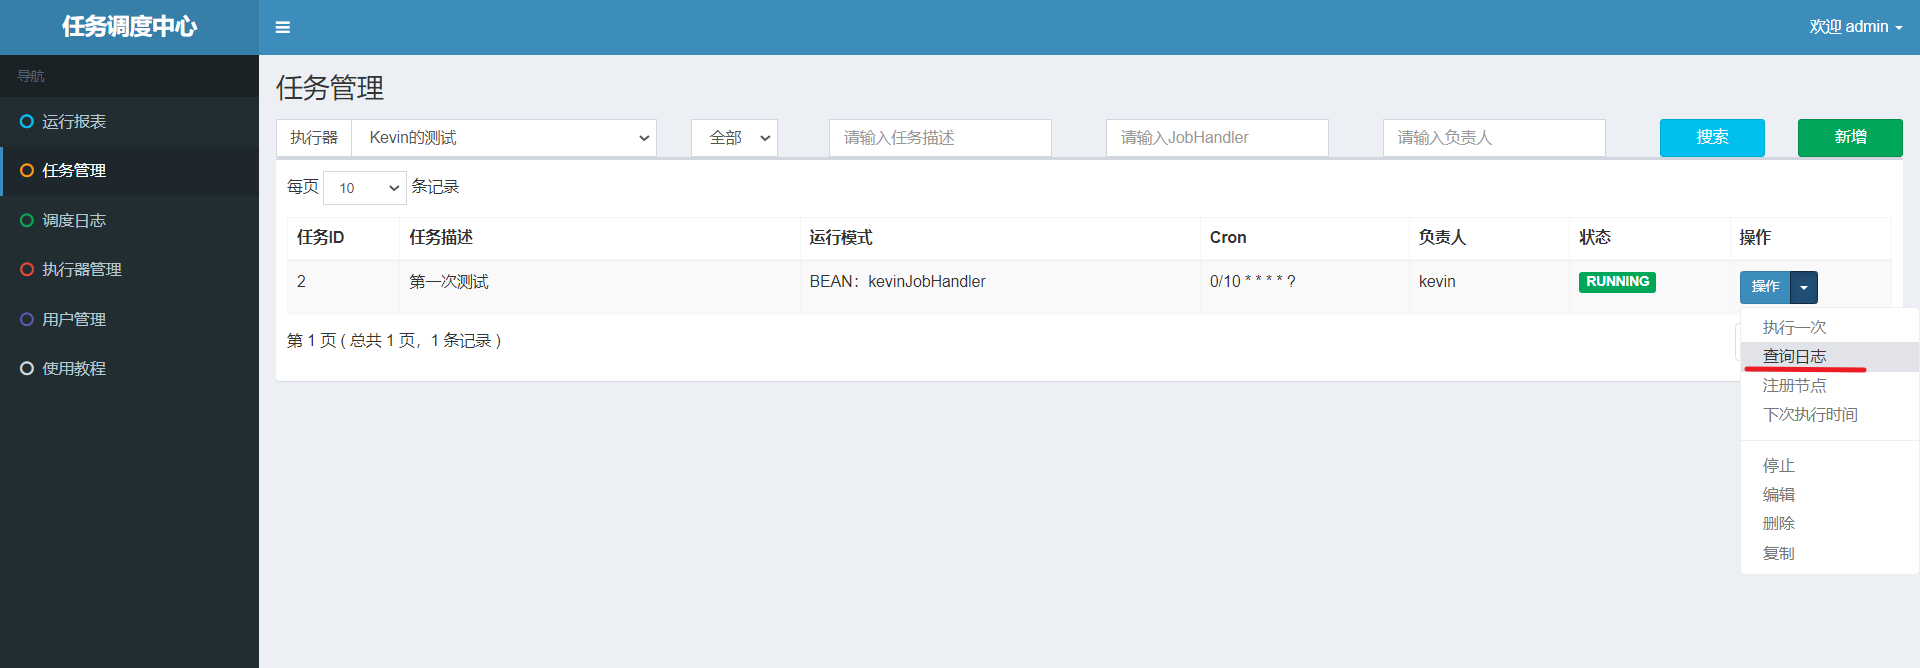 任务调度中心
欢迎 admin
导航
运行报表
任务管理
调度日志
执行器管理
用户管理
使用教程
任务管理
执行器 Kevin的测试 全部 请输入任务描述 请输入JobHandler 请输入负责人 搜索 新增
每页 10 条记录
任务ID 任务描述 运行模式 Cron 负责人 状态 操作
2 第一次测试 BEAN：kevinJobHandler 0/10 * * * * ? kevin RUNNING 操作
第 1 页 ( 总共 1 页，1 条记录 )
执行一次
查询日志
注册节点
下次执行时间
停止
编辑
删除
复制